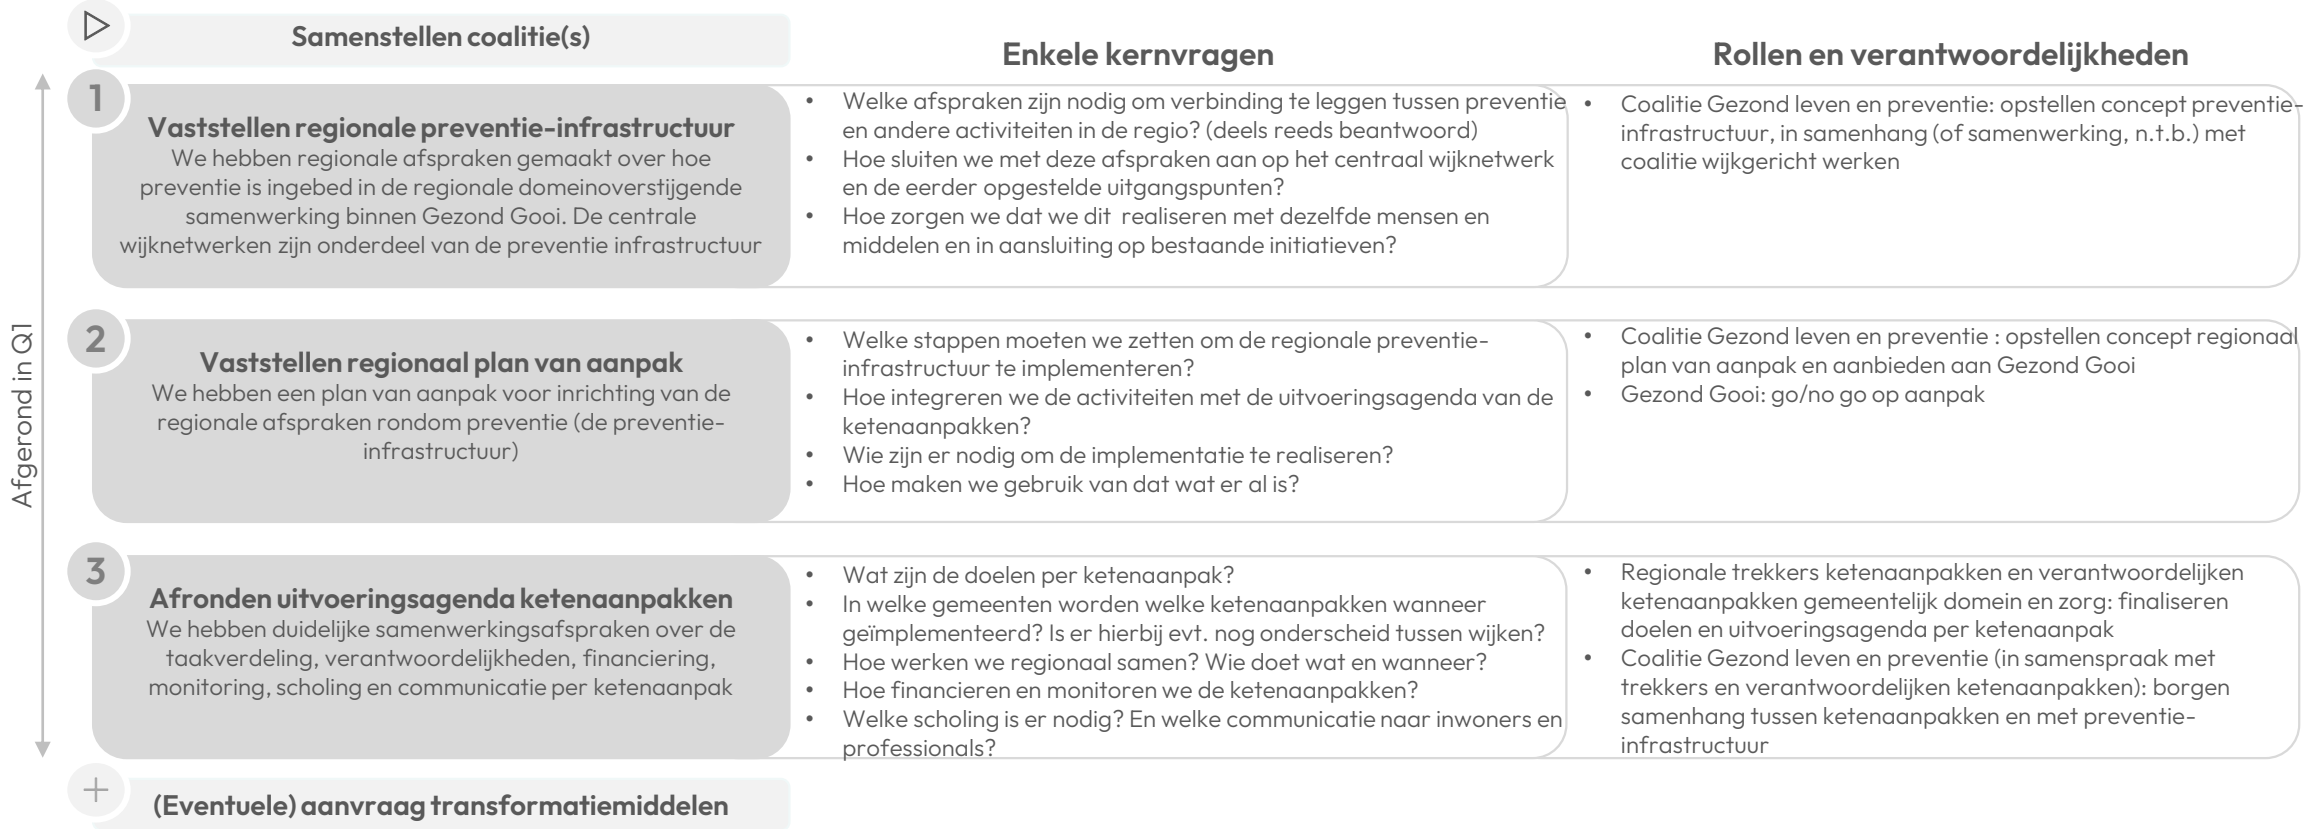 Samenstellen coalitie(s)
Enkele kernvragen
Rollen en verantwoordelijkheden
Afgerond in Q1
1
Vaststellen regionale preventie-infrastructuur
We hebben regionale afspraken gemaakt over hoe
preventie is ingebed in de regionale domeinoverstijgende
samenwerking binnen Gezond Gooi. De centrale
wijknetwerken zijn onderdeel van de preventie infrastructuur
• Welke afspraken zijn nodig om verbinding te leggen tussen preventie
en andere activiteiten in de regio? (deels reeds beantwoord)
• Hoe sluiten we met deze afspraken aan op het centraal wijknetwerk
en de eerder opgestelde uitgangspunten?
• Hoe zorgen we dat we dit realiseren met dezelfde mensen en
middelen en in aansluiting op bestaande initiatieven?
• Coalitie Gezond leven en preventie: opstellen concept preventie-
infrastructuur, in samenhang (of samenwerking, n.t.b.) met
coalitie wijkgericht werken
2
Vaststellen regionaal plan van aanpak
We hebben een plan van aanpak voor inrichting van de
regionale afspraken rondom preventie (de preventie-
infrastructuur)
• Welke stappen moeten we zetten om de regionale preventie-
infrastructuur te implementeren?
• Hoe integreren we de activiteiten met de uitvoeringsagenda van de
ketenaanpakken?
• Wie zijn er nodig om de implementatie te realiseren?
• Hoe maken we gebruik van dat wat er al is?
• Coalitie Gezond leven en preventie : opstellen concept regionaal
plan van aanpak en aanbieden aan Gezond Gooi
• Gezond Gooi: go/no go op aanpak
3
Afronden uitvoeringsagenda ketenaanpakken
We hebben duidelijke samenwerkingsafspraken over de
taakverdeling, verantwoordelijkheden, financiering,
monitoring, scholing en communicatie per ketenaanpak
• Wat zijn de doelen per ketenaanpak?
• In welke gemeenten worden welke ketenaanpakken wanneer
geïmplementeerd? Is er hierbij evt. nog onderscheid tussen wijken?
• Hoe werken we regionaal samen? Wie doet wat en wanneer?
• Hoe financieren en monitoren we de ketenaanpakken?
• Welke scholing is er nodig? En welke communicatie naar inwoners en
professionals?
• Regionale trekkers ketenaanpakken en verantwoordelijken
ketenaanpakken gemeentelijk domein en zorg: finaliseren
doelen en uitvoeringsagenda per ketenaanpak
• Coalitie Gezond leven en preventie (in samenspraak met
trekkers en verantwoordelijken ketenaanpakken): borgen
samenhang tussen ketenaanpakken en met preventie-
infrastructuur
(Eventuele) aanvraag transformatiemiddelen